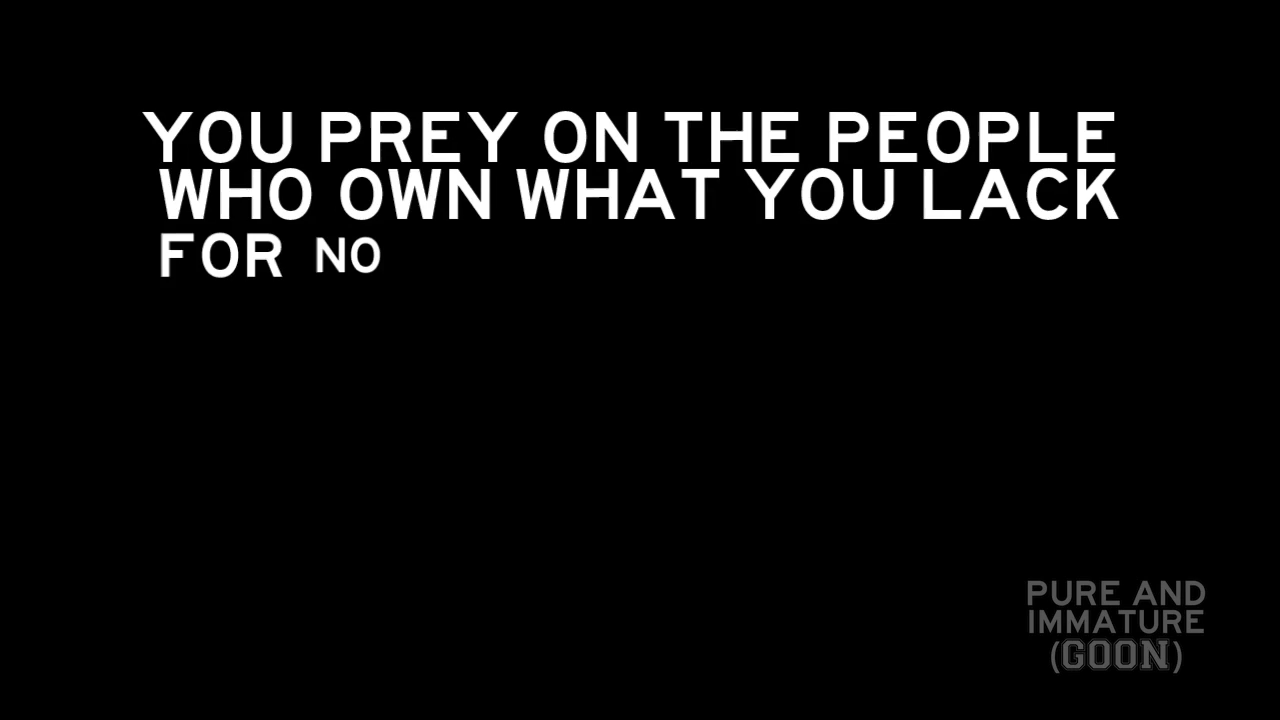 YOU PREY ON THE PEOPLE
WHO OWN WHAT YOU LACK
FOR NO
PURE AND
IMMATURE
(GOON)